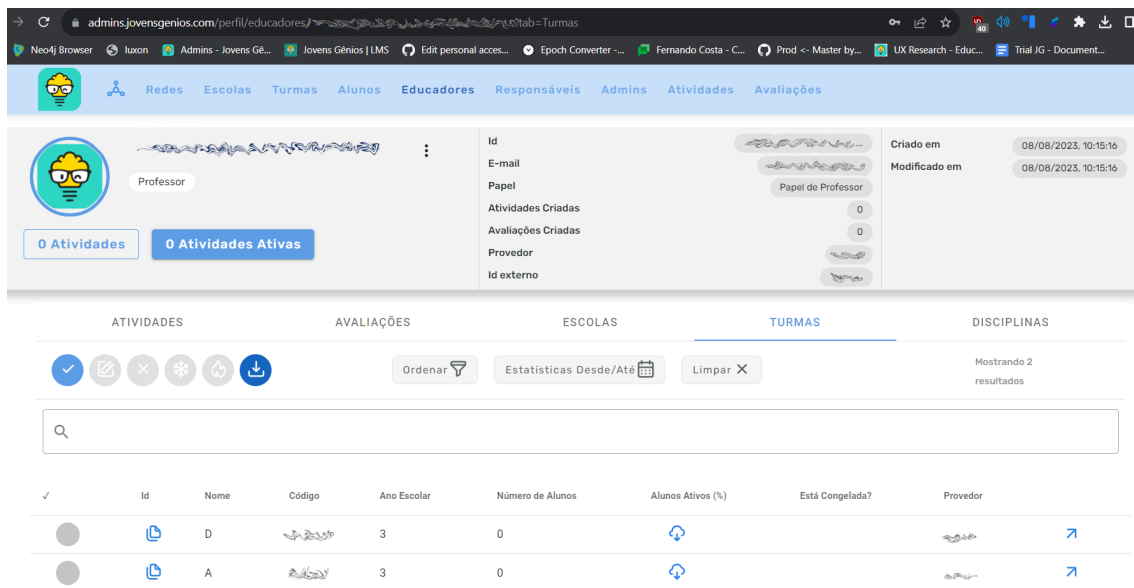 admins.jovensgenios.com/perfil/educadores/ tab=Turmas
40
Neo4j Browser luxon Admins - Jovens Gê... Jovens Gênios | LMS Edit personal acces... Epoch Converter -... Fernando Costa - C... Prod <- Master by... UX Research - Educ... Trial JG - Document...
Redes Escolas Turmas Alunos Educadores Responsáveis Admins Atividades Avaliações
Professor
0 Atividades 0 Atividades Ativas
Id
E-mail
Papel Papel de Professor
Atividades Criadas 0
Avaliações Criadas 0
Provedor
Id externo
Criado em 08/08/2023, 10:15:16
Modificado em 08/08/2023, 10:15:16
ATIVIDADES AVALIAÇÕES ESCOLAS TURMAS DISCIPLINAS
Ordenar Estatísticas Desde/Até Limpar Mostrando 2
resultados
✓ Id Nome Código Ano Escolar Número de Alunos Alunos Ativos (%) Está Congelada? Provedor
D 3 0
A 3 0